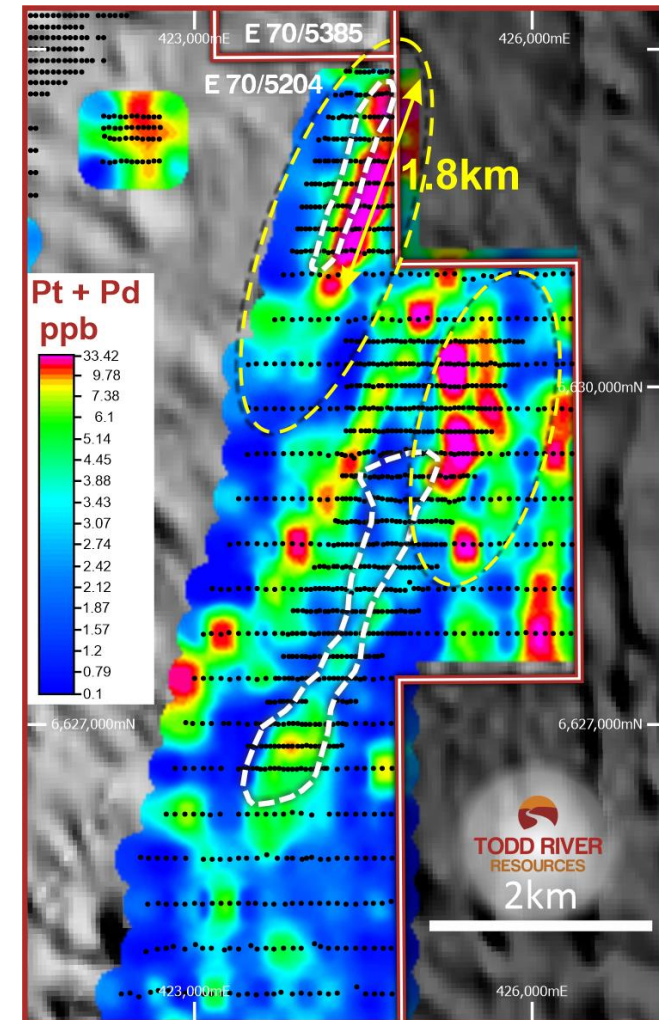 423,000mE
E 70/5385
426,000mE
E 70/5204
1.8km
Pt + Pd
ppb
33.42
9.78
7.38
6.1
5.14
4.45
3.88
3.43
3.07
2.74
2.42
2.12
1.87
1.57
1.2
0.79
0.1
6,630,000mN
6,627,000mN
6,627,000mN
TODD RIVER
RESOURCES
2km
423,000mE
426,000mE